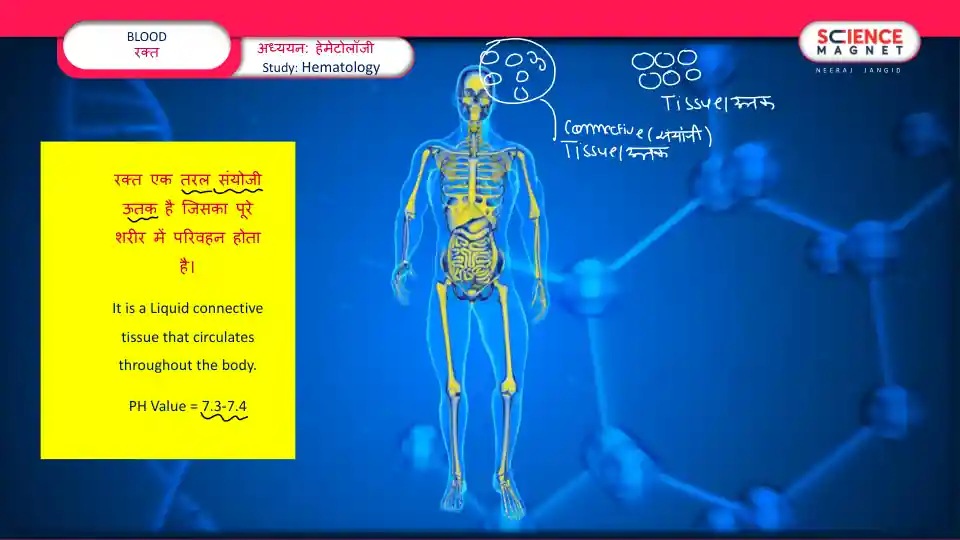 BLOOD
रक्त
अध्ययन: हेमेटोलॉजी
Study: Hematology
SCIENCE
MAGNET
NEERAJ JANGID
Tissue/ऊतक
Connective (संयोजी)
Tissue/ऊतक
रक्त एक तरल संयोजी
ऊतक है जिसका पूरे
शरीर में परिवहन होता
है।
It is a Liquid connective
tissue that circulates
throughout the body.
PH Value = 7.3-7.4